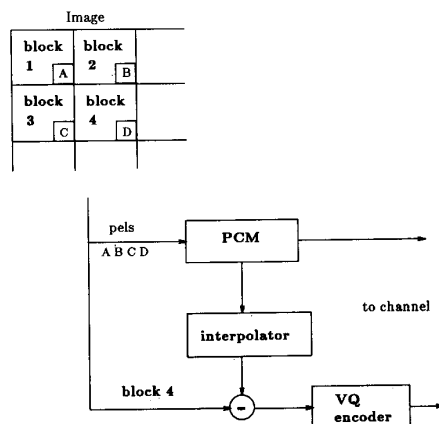 Image
block block
1 A 2 B
block block
3 C 4 D
pels
A B C D
PCM
to channel
interpolator
block 4
-
VQ
encoder